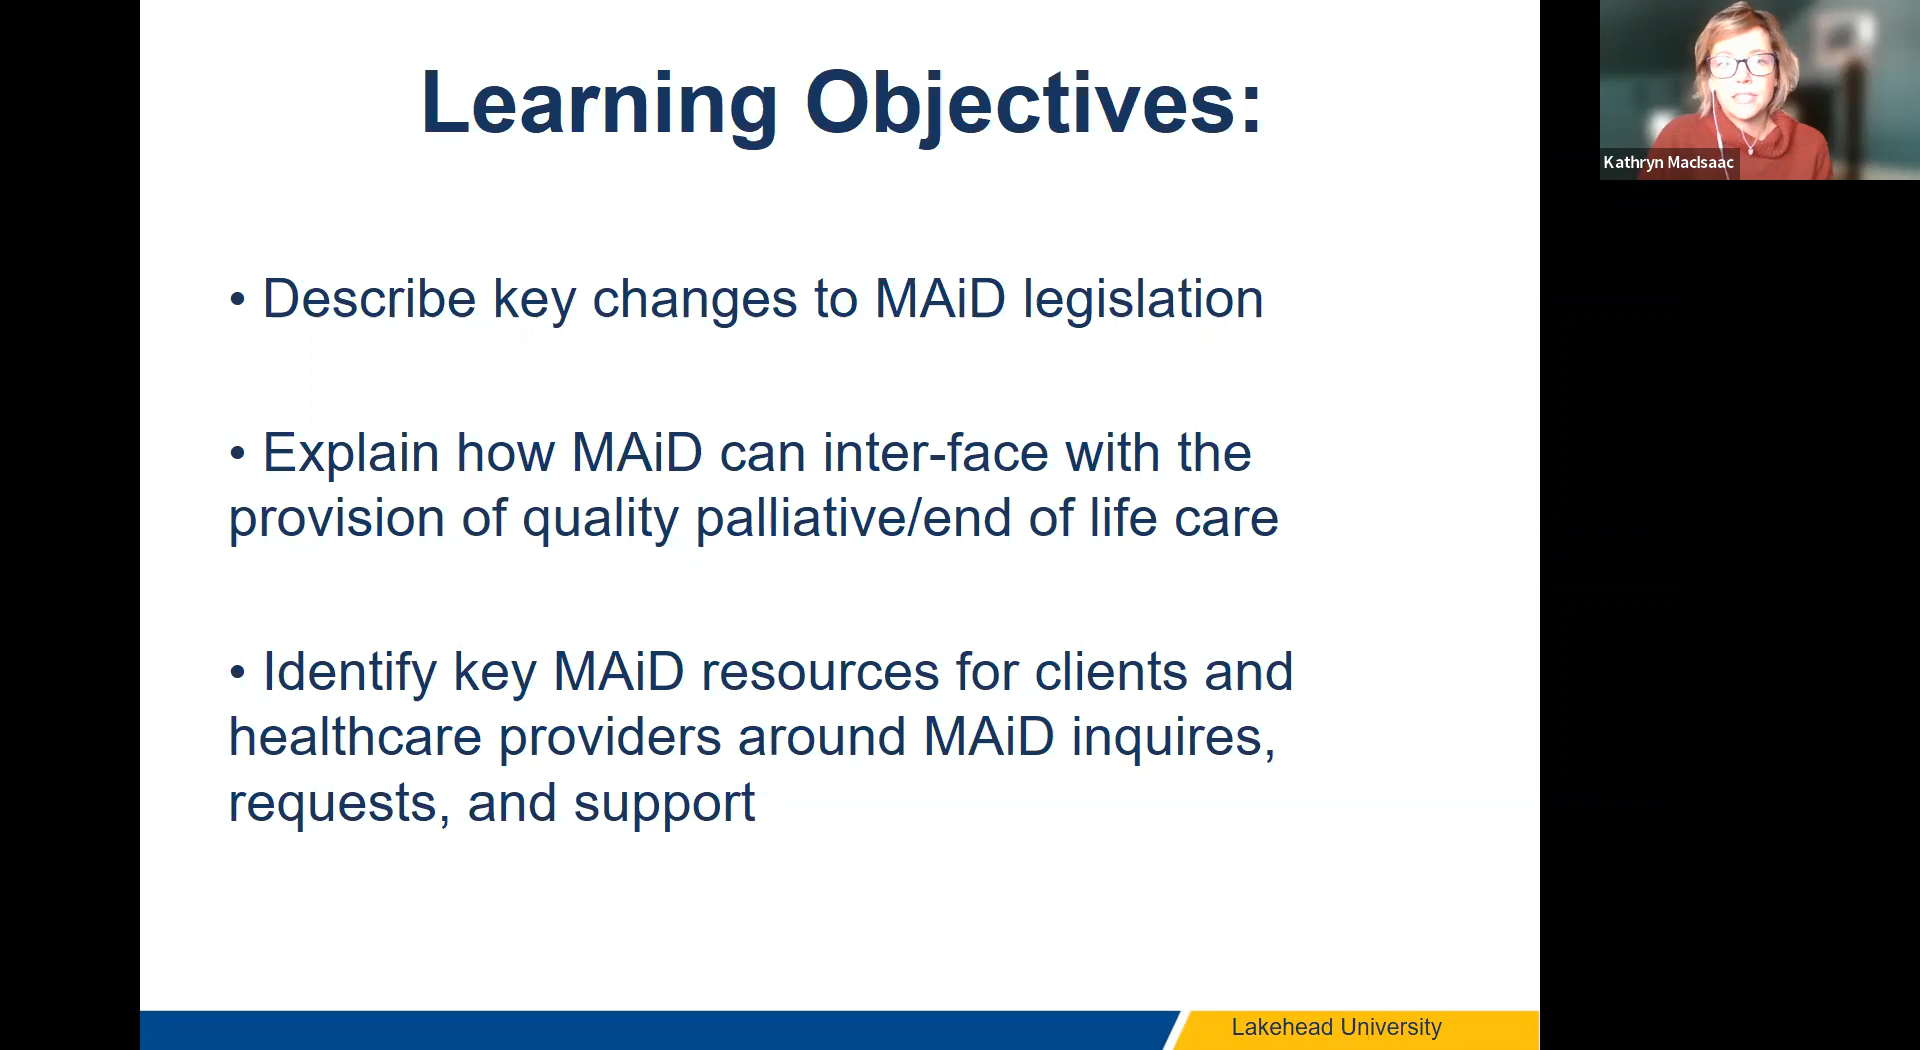 Learning Objectives:
• Describe key changes to MAiD legislation
• Explain how MAiD can inter-face with the
provision of quality palliative/end of life care
• Identify key MAiD resources for clients and
healthcare providers around MAiD inquires,
requests, and support
Lakehead University
Kathryn MacIsaac